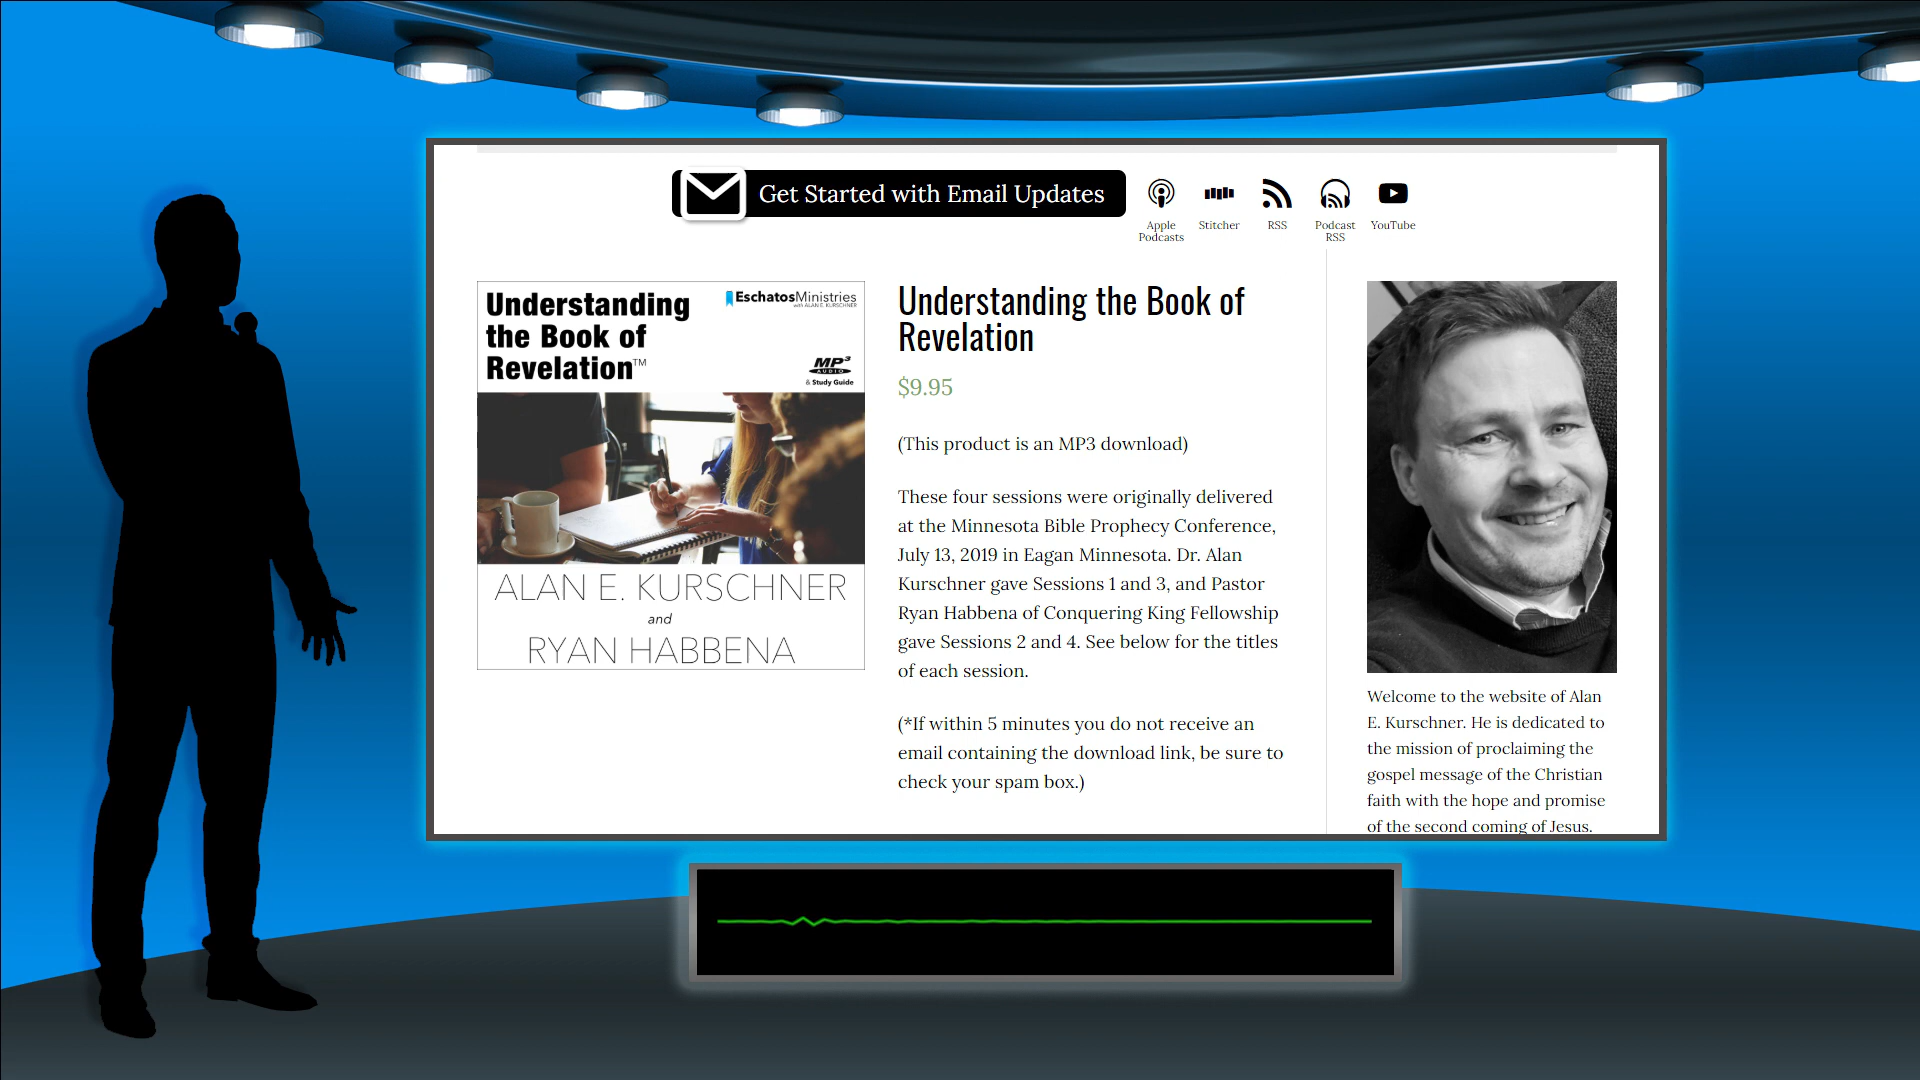 Get Started with Email Updates
Apple
Podcasts
Stitcher
RSS
Podcast
RSS
YouTube
Understanding
the Book of
Revelation™
EschatosMinistries
with ALAN E. KURSCHNER
MP3
AUDIO
& Study Guide
ALAN E. KURSCHNER
and
RYAN HABBENA
Understanding the Book of
Revelation
$9.95
(This product is an MP3 download)
These four sessions were originally delivered
at the Minnesota Bible Prophecy Conference,
July 13, 2019 in Eagan Minnesota. Dr. Alan
Kurschner gave Sessions 1 and 3, and Pastor
Ryan Habbena of Conquering King Fellowship
gave Sessions 2 and 4. See below for the titles
of each session.
(*If within 5 minutes you do not receive an
email containing the download link, be sure to
check your spam box.)
Welcome to the website of Alan
E. Kurschner. He is dedicated to
the mission of proclaiming the
gospel message of the Christian
faith with the hope and promise
of the second coming of Jesus.